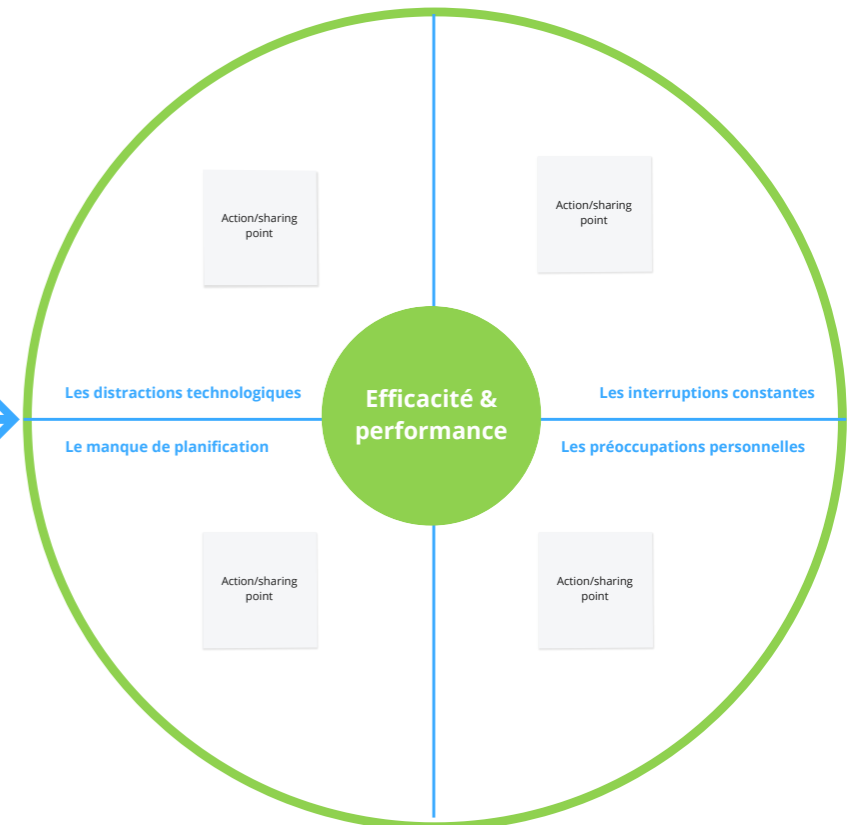 Action/sharing
point
Action/sharing
point
Les distractions technologiques
Efficacité &
performance
Les interruptions constantes
Le manque de planification
Les préoccupations personnelles
Action/sharing
point
Action/sharing
point